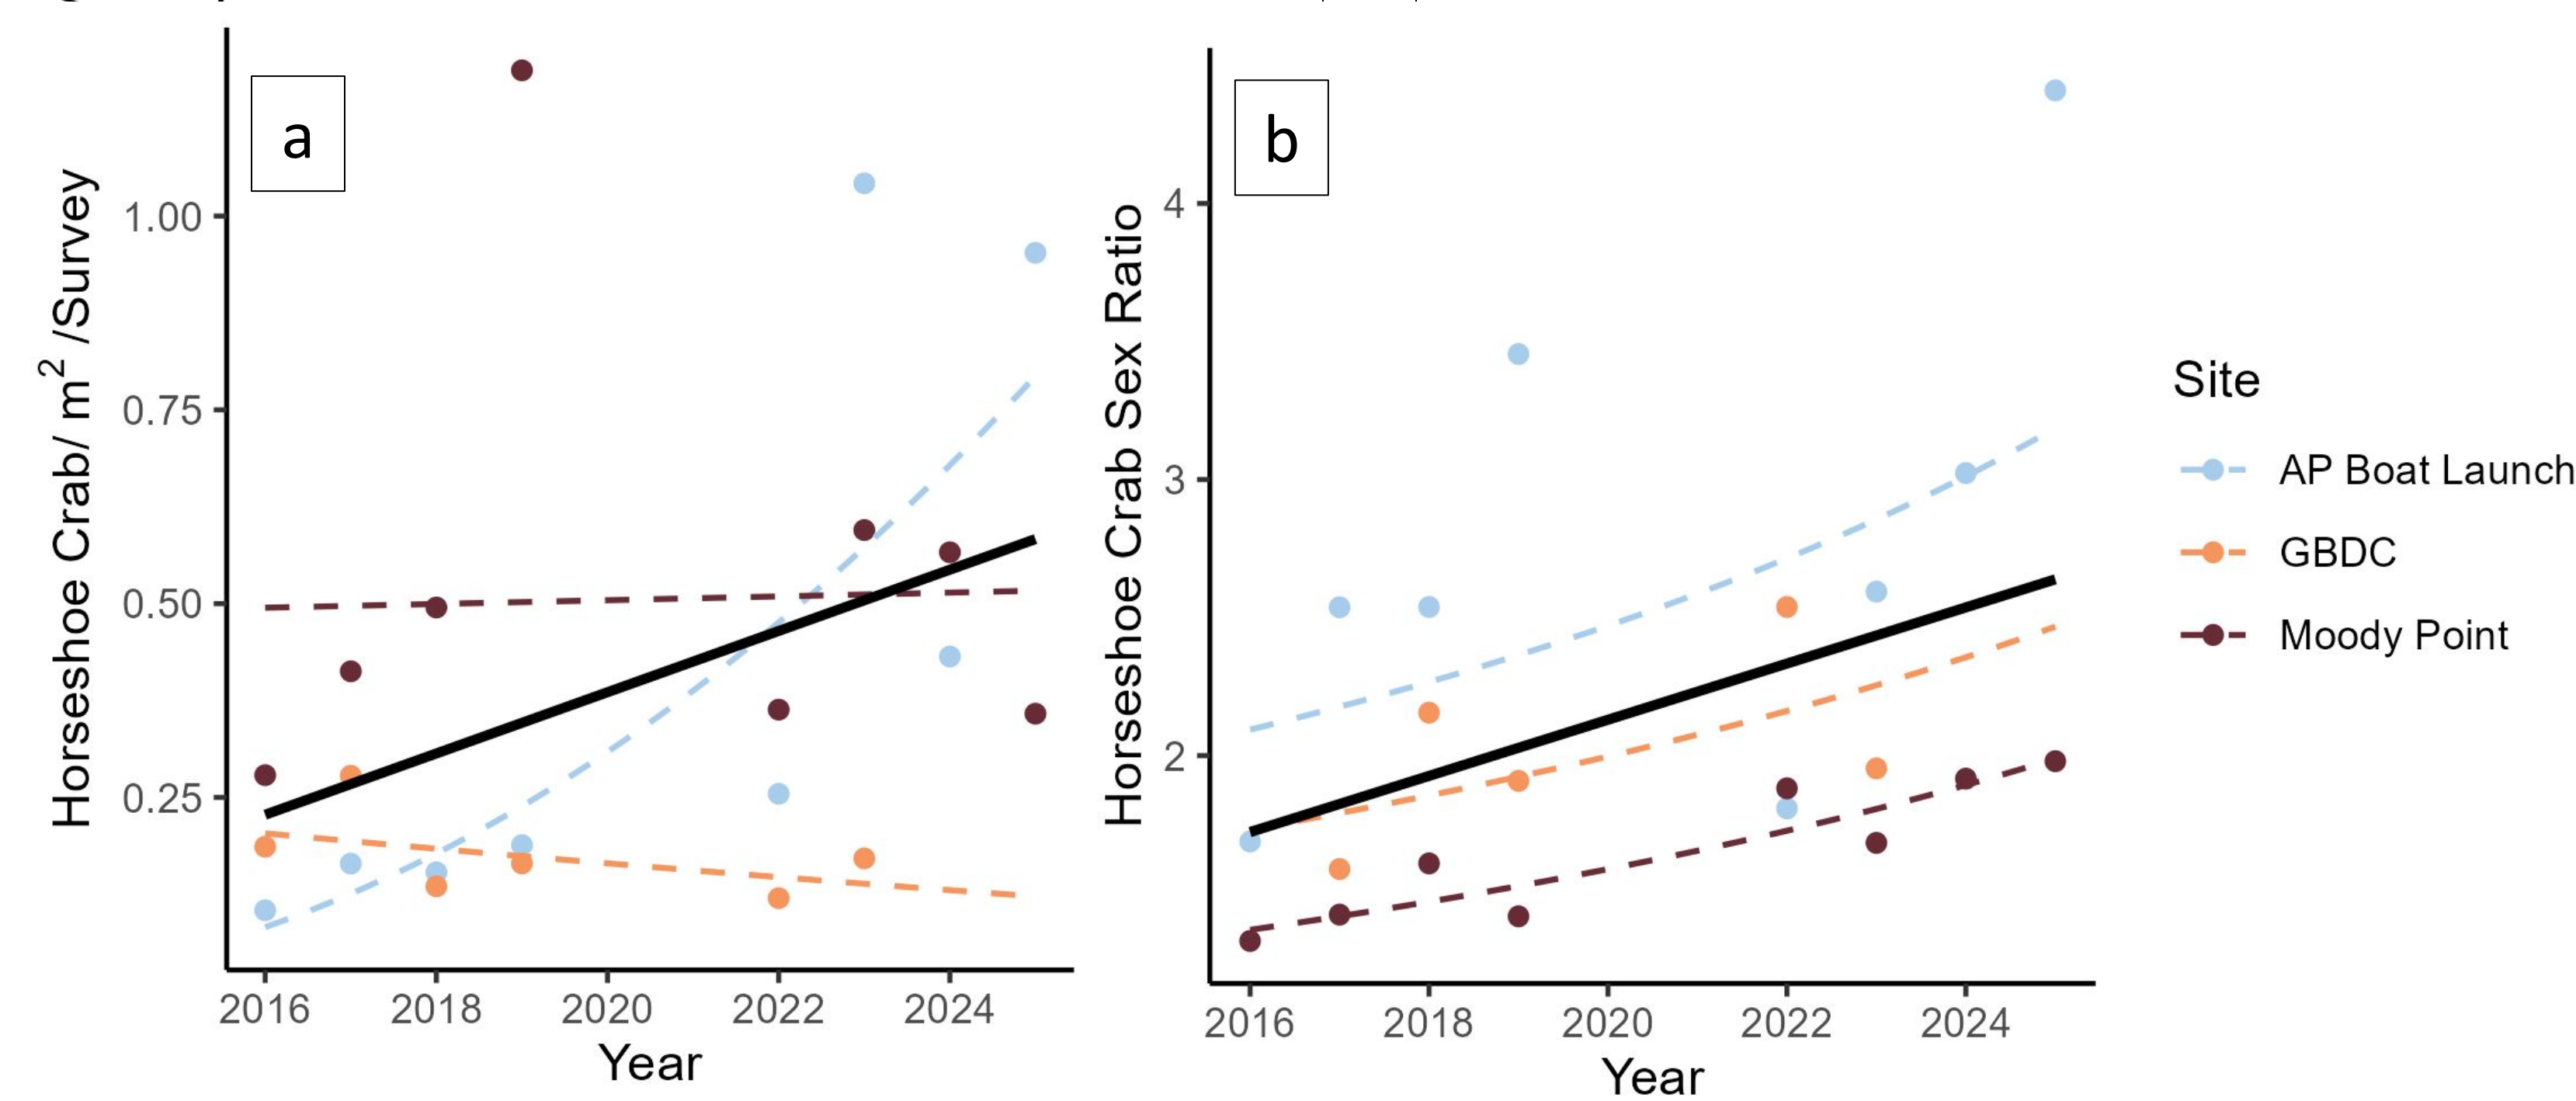 a
Horseshoe Crab/ m² /Survey
1.00
0.75
0.50
0.25
2016 2018 2020 2022 2024
Year
b
Horseshoe Crab Sex Ratio
4
3
2
2016 2018 2020 2022 2024
Year
Site
AP Boat Launch
GBDC
Moody Point